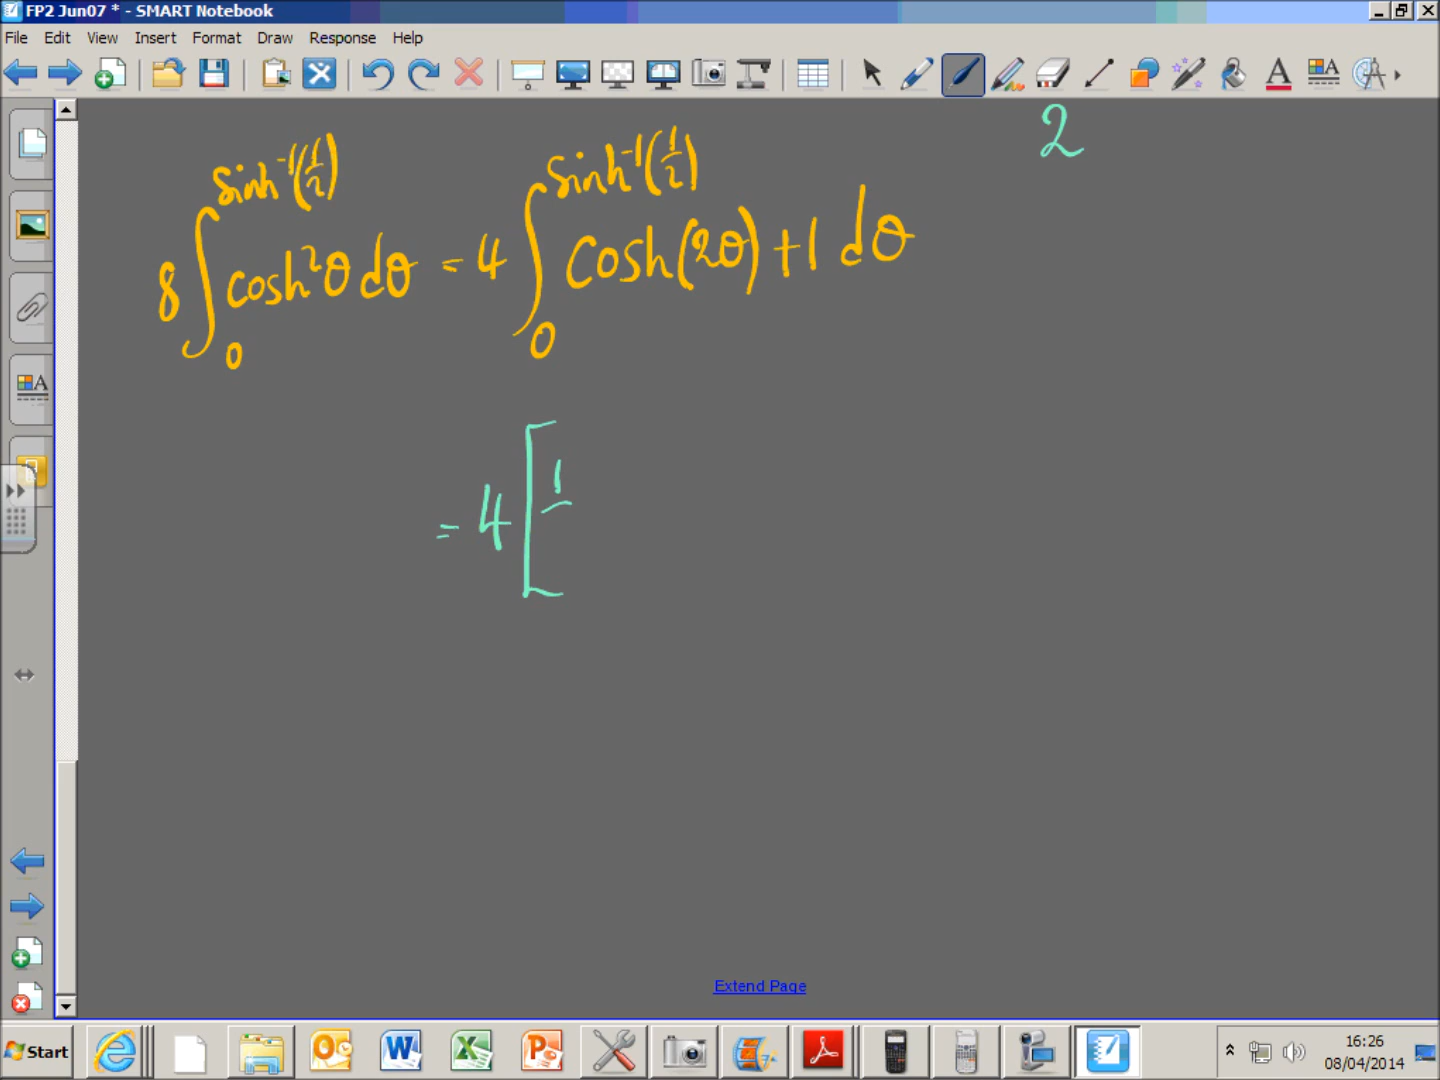 FP2 Jun07 * - SMART Notebook
File Edit View Insert Format Draw Response Help
2
8∫₀^(sinh⁻¹(1/2)) cosh²θ dθ = 4∫₀^(sinh⁻¹(1/2)) cosh(2θ) + 1 dθ
= 4[1
Extend Page
Start
16:26
08/04/2014